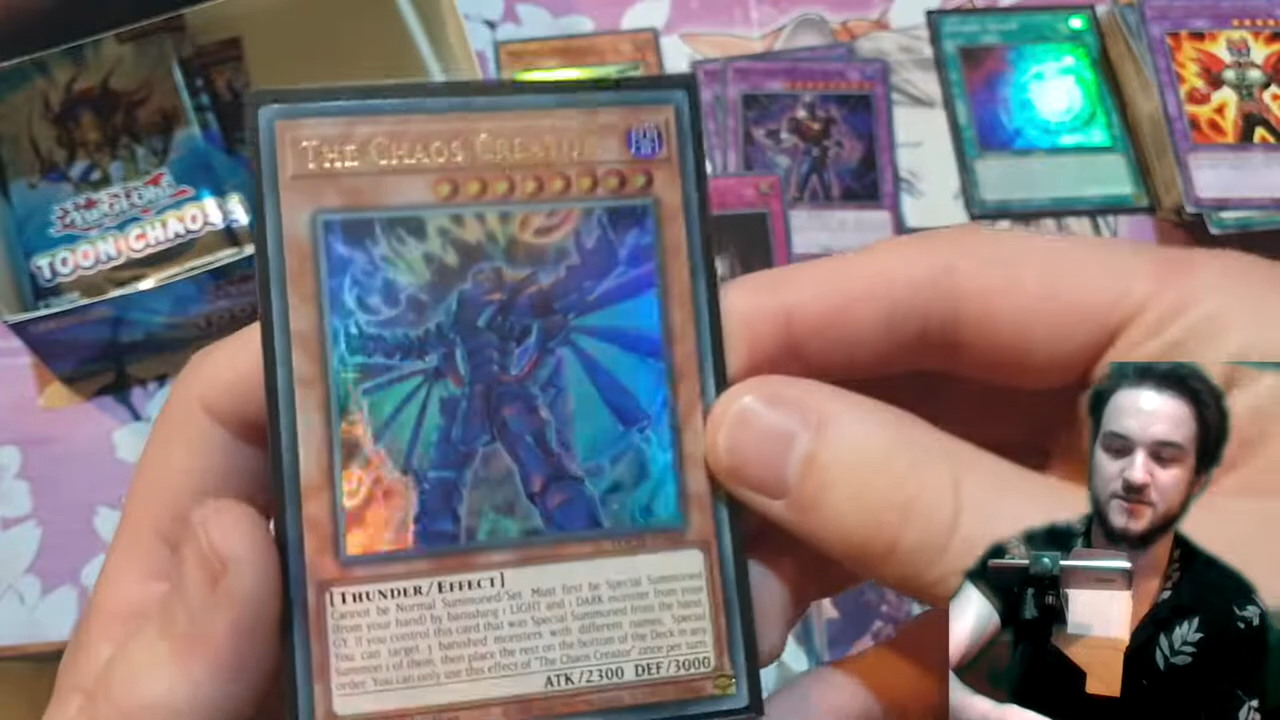 TOON CHAOS
THE CHAOS CREATOR
[THUNDER/EFFECT]
Cannot be Normal Summoned/Set. Must first be Special Summoned
(from your hand) by banishing 1 LIGHT and 1 DARK monster from your
GY. If you control this card that was Special Summoned from the hand:
You can target 3 banished monsters with different names; Special
Summon 1 of them, then place the rest on the bottom of the Deck in any
order. You can only use this effect of "The Chaos Creator" once per turn.
ATK/2300 DEF/3000